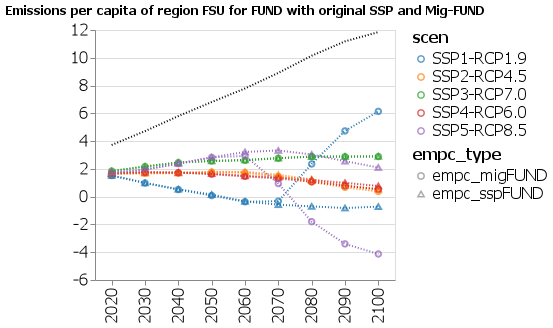 Emissions per capita of region FSU for FUND with original SSP and Mig-FUND
12
10
8
6
4
2
0
−2
−4
−6
2020
2030
2040
2050
2060
2070
2080
2090
2100
scen
SSP1-RCP1.9
SSP2-RCP4.5
SSP3-RCP7.0
SSP4-RCP6.0
SSP5-RCP8.5
empc_type
empc_migFUND
empc_sspFUND